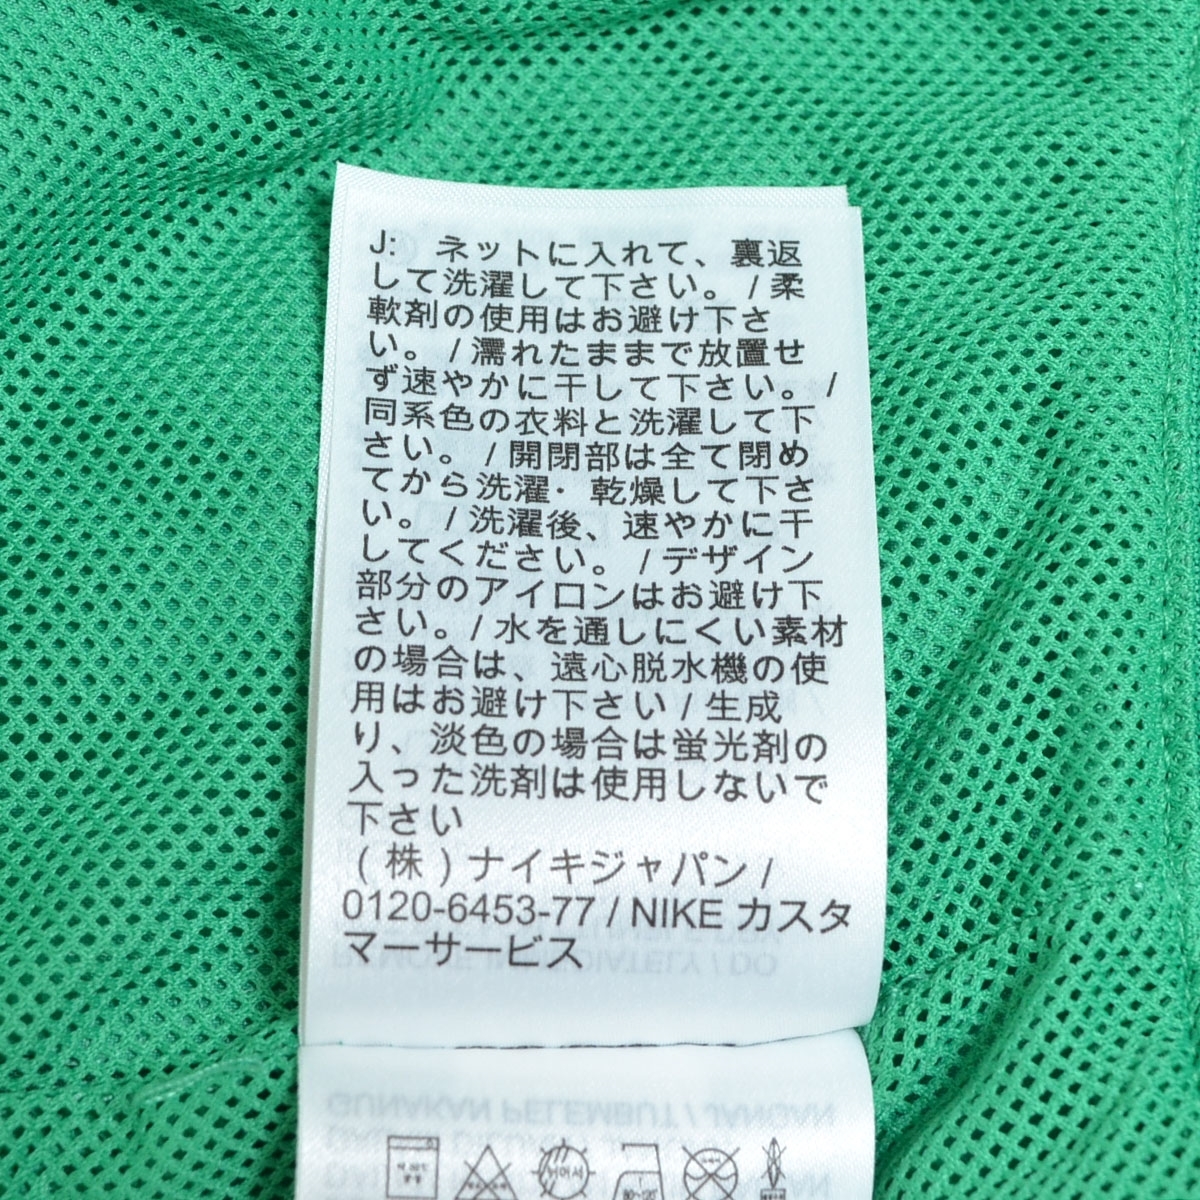 J: ネットに入れて、裏返
して洗濯して下さい。/柔
軟剤の使用はお避け下さ
い。/濡れたままで放置せ
ず速やかに干して下さい。/
同系色の衣料と洗濯して下
さい。/開閉部は全て閉め
てから洗濯・乾燥して下さ
い。/洗濯後、速やかに干
してください。/デザイン
部分のアイロンはお避け下
さい。/水を通しにくい素材
の場合は、遠心脱水機の使
用はお避け下さい/生成
り、淡色の場合は蛍光剤の
入った洗剤は使用しないで
下さい
(株)ナイキジャパン/
0120-6453-77/NIKEカスタ
マーサービス